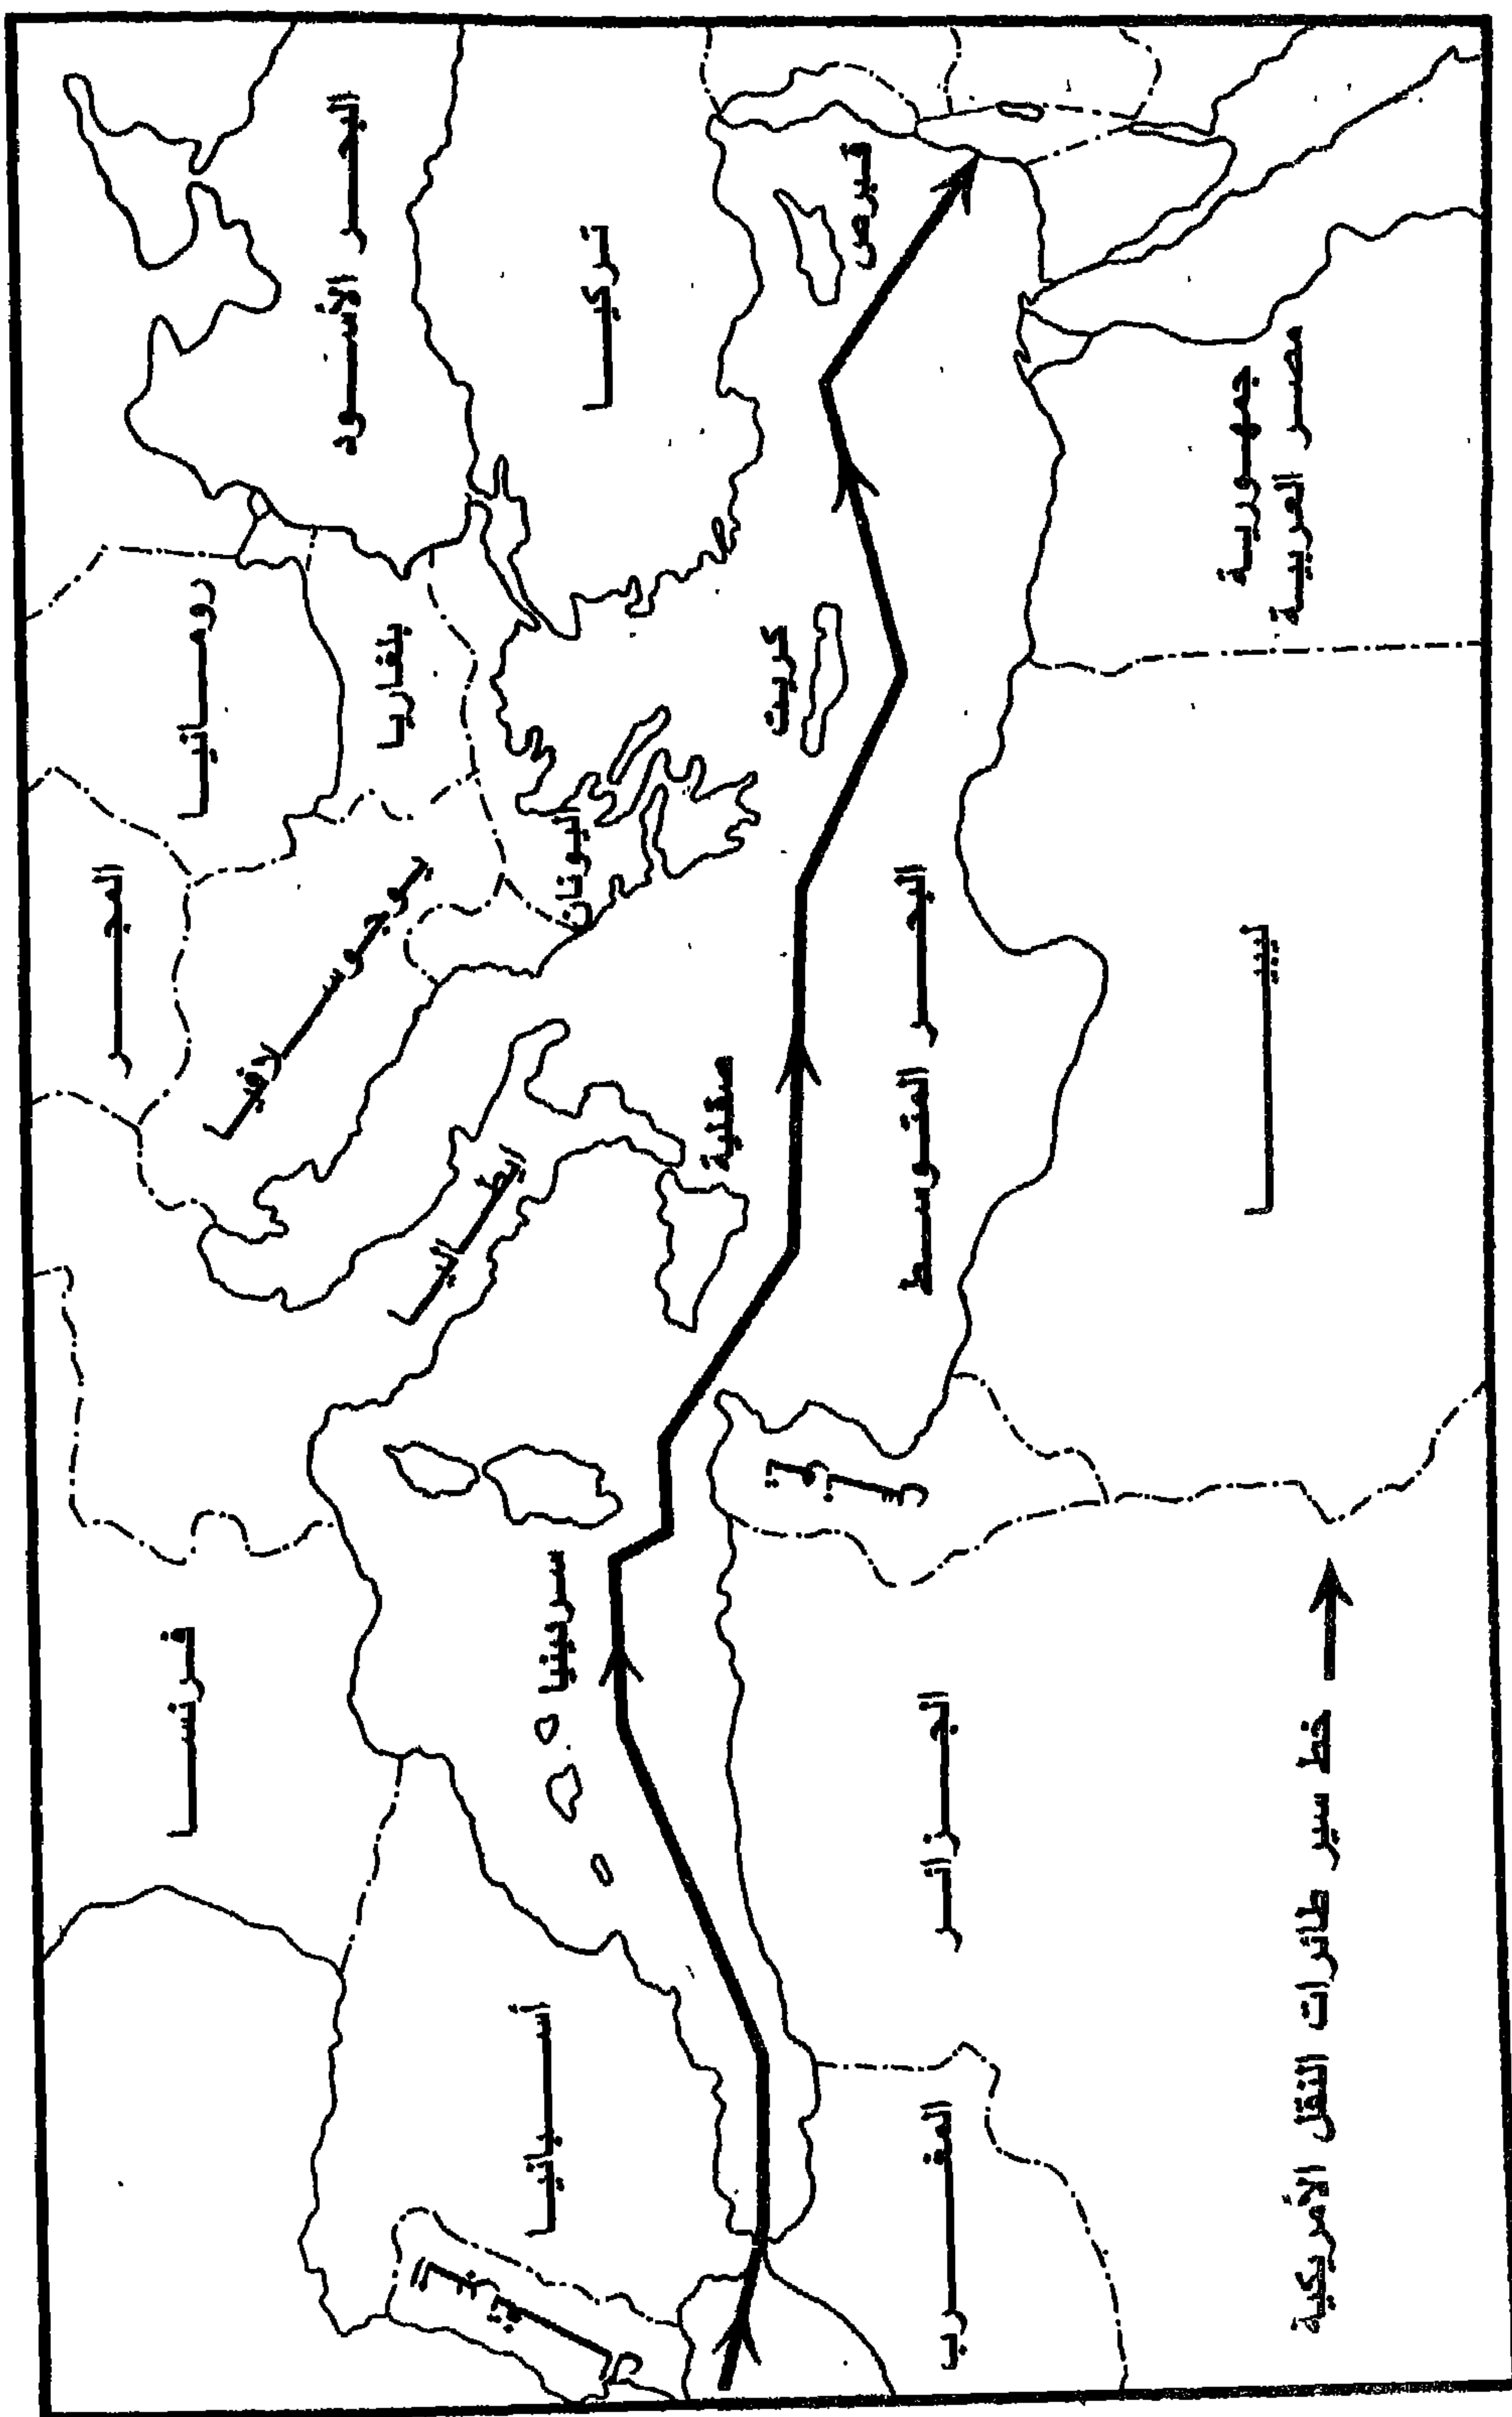 البحر
الأسود
تركيا
قبرص
رومانيا
بلغاريا
المجر
يوغوسلافيا
اليونان
كريت
جمهورية
مصر العربية
إيطاليا
صقلية
البحر
المتوسط
ليبيا
فرنسا
سردينيا
تونس
الجزائر
أسبانيا
البرتغال
المغرب
خط سير طائرات النقل الأمريكية